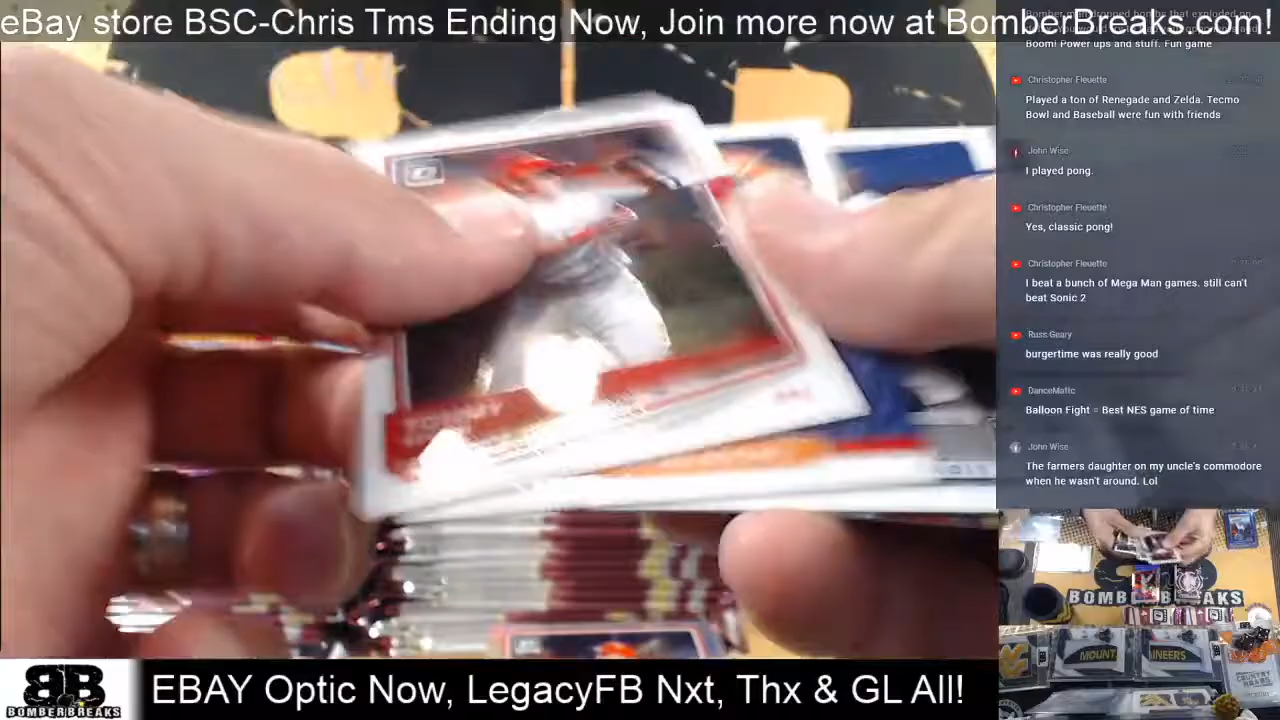 eBay store BSC-Chris Tms Ending Now, Join more now at BomberBreaks.com!
Boom! Power ups and stuff. Fun game
Christopher Fleuette
Played a ton of Renegade and Zelda. Tecmo
Bowl and Baseball were fun with friends
John Wise
I played pong.
Christopher Fleuette
Yes, classic pong!
Christopher Fleuette
I beat a bunch of Mega Man games. still can't
beat Sonic 2
Russ Geary
burgertime was really good
DanceMatic
Balloon Fight = Best NES game of time
John Wise
The farmers daughter on my uncle's commodore
when he wasn't around. Lol
BOMB BREAKS
MOUNT
AINEERS
BOMBERBREAKS
EBAY Optic Now, LegacyFB Nxt, Thx & GL All!